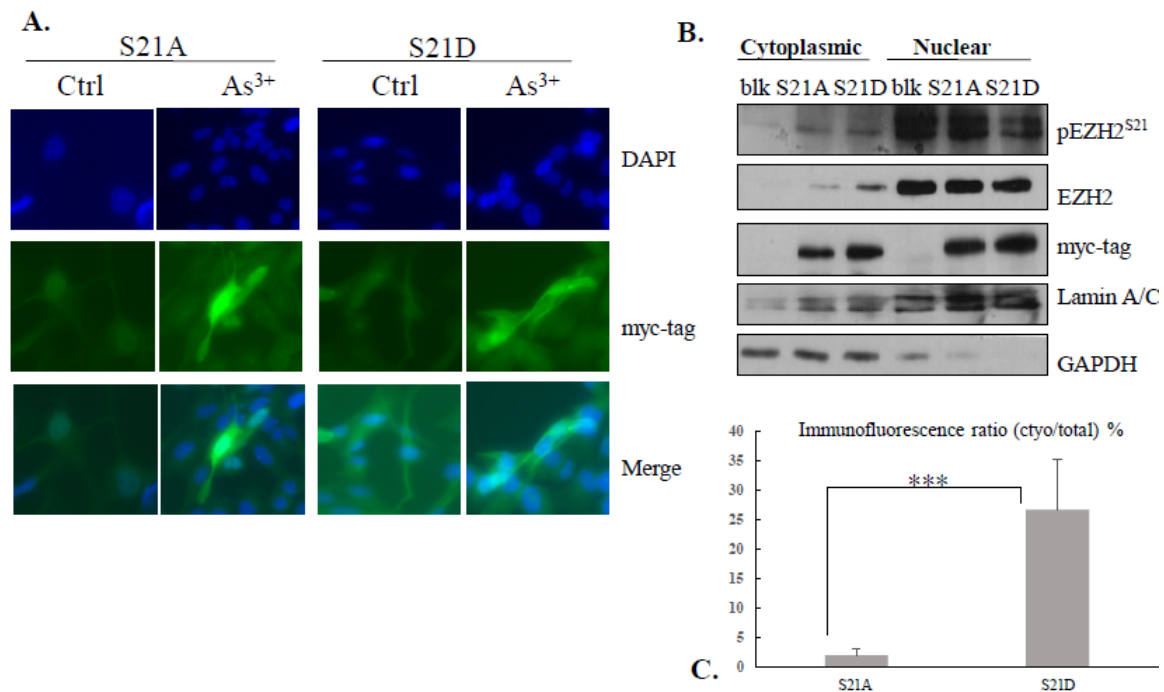 A.
S21A S21D
Ctrl As³⁺ Ctrl As³⁺
DAPI
myc-tag
Merge
B.
Cytoplasmic Nuclear
blk S21A S21D blk S21A S21D
pEZH2^S21
EZH2
myc-tag
Lamin A/C
GAPDH
C.
Immunofluorescence ratio (ctyo/total) %
40
35
30
25
20
15
10
5
0
***
S21A S21D